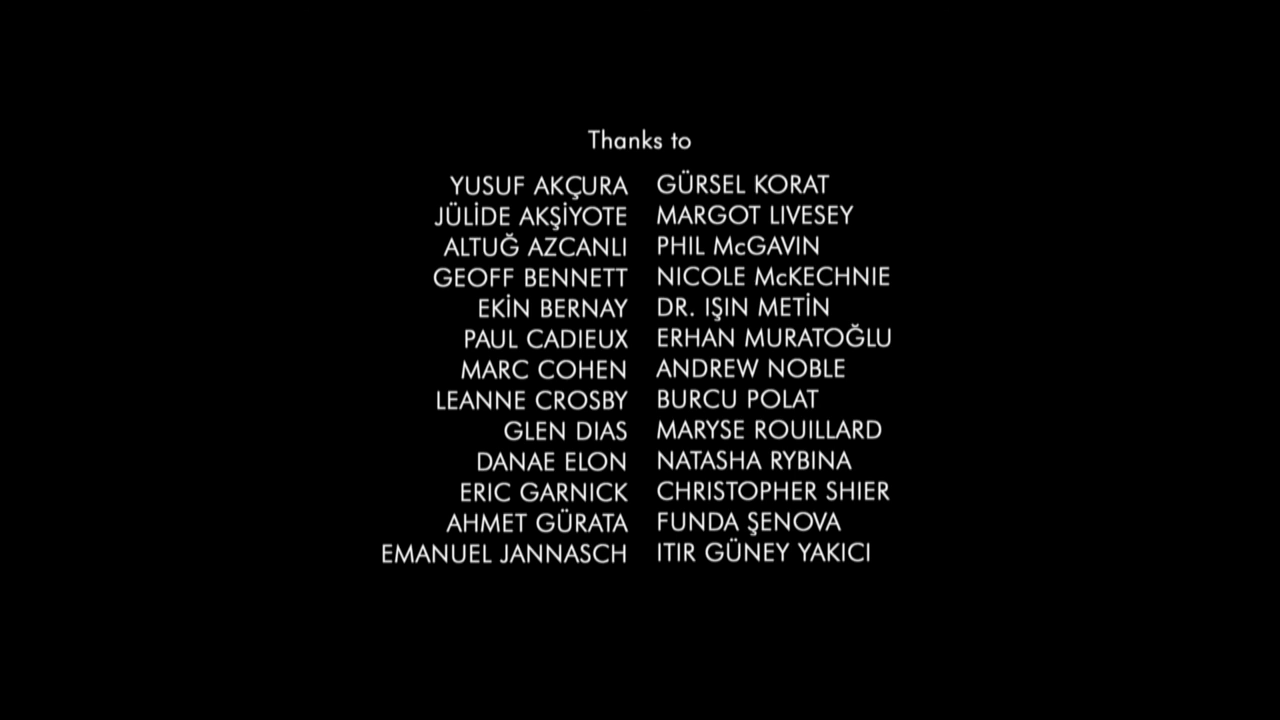 Thanks to
YUSUF AKÇURA
JÜLİDE AKŞİYOTE
ALTUĞ AZCANLI
GEOFF BENNETT
EKİN BERNAY
PAUL CADIEUX
MARC COHEN
LEANNE CROSBY
GLEN DIAS
DANAE ELON
ERIC GARNICK
AHMET GÜRATA
EMANUEL JANNASCH
GÜRSEL KORAT
MARGOT LIVESEY
PHIL McGAVIN
NICOLE McKECHNIE
DR. IŞIN METİN
ERHAN MURATOĞLU
ANDREW NOBLE
BURCU POLAT
MARYSE ROUILLARD
NATASHA RYBINA
CHRISTOPHER SHIER
FUNDA ŞENOVA
ITIR GÜNEY YAKICI